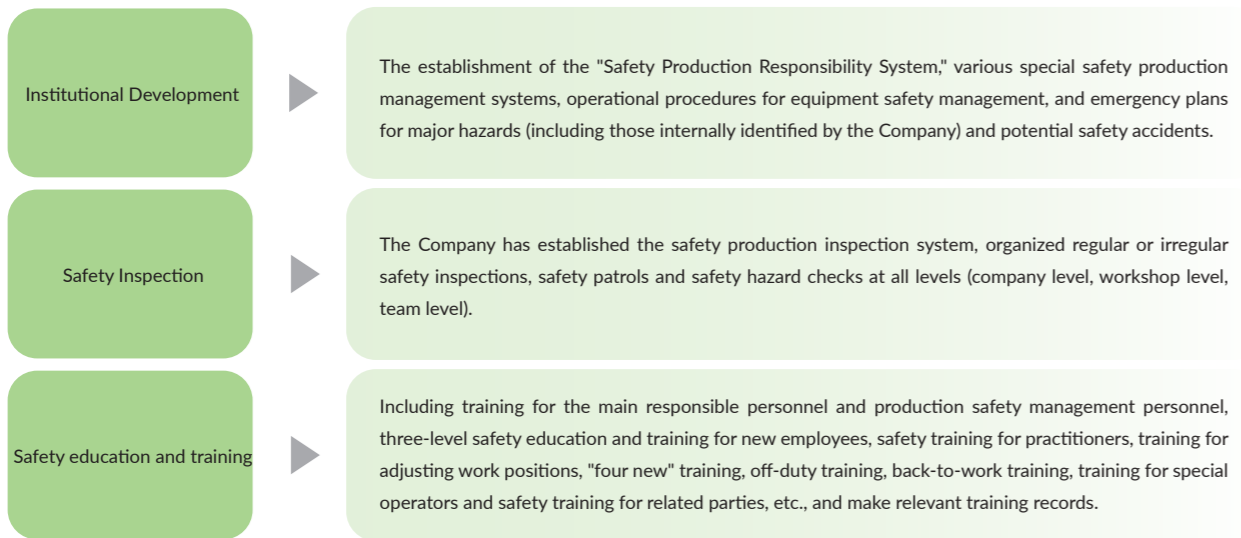 Institutional Development
The establishment of the "Safety Production Responsibility System," various special safety production
management systems, operational procedures for equipment safety management, and emergency plans
for major hazards (including those internally identified by the Company) and potential safety accidents.
Safety Inspection
The Company has established the safety production inspection system, organized regular or irregular
safety inspections, safety patrols and safety hazard checks at all levels (company level, workshop level,
team level).
Safety education and training
Including training for the main responsible personnel and production safety management personnel,
three-level safety education and training for new employees, safety training for practitioners, training for
adjusting work positions, "four new" training, off-duty training, back-to-work training, training for special
operators and safety training for related parties, etc., and make relevant training records.